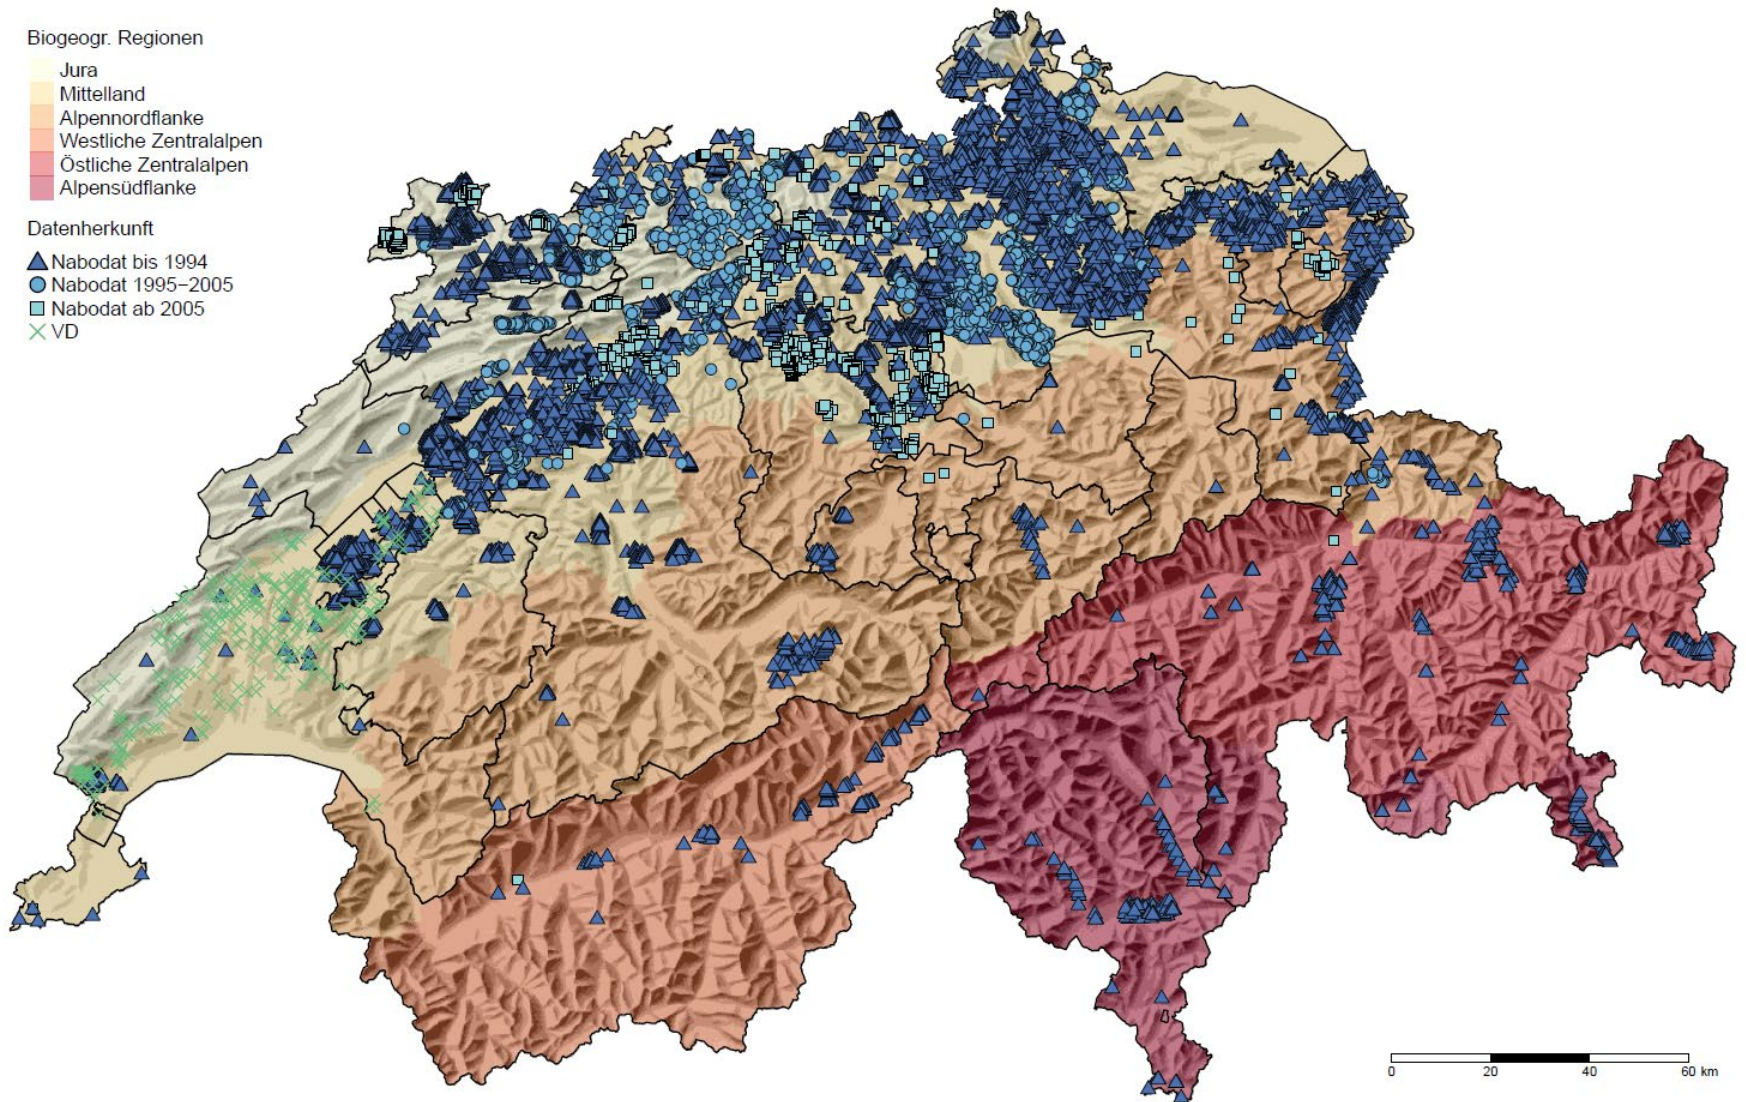 Biogeogr. Regionen
Jura
Mittelland
Alpennordflanke
Westliche Zentralalpen
Östliche Zentralalpen
Alpensüdflanke
Datenherkunft
Nabodat bis 1994
Nabodat 1995–2005
Nabodat ab 2005
VD
0 20 40 60 km